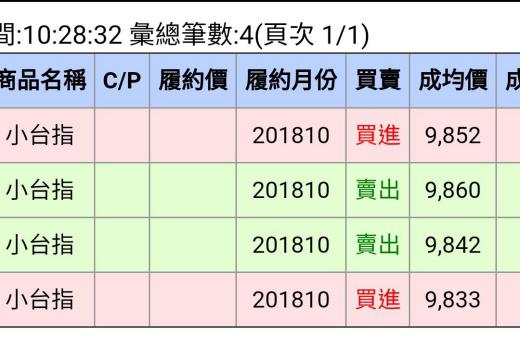 間:10:28:32 彙總筆數:4(頁次 1/1)
商品名稱 C/P 履約價 履約月份 買賣 成均價 成
小台指 201810 買進 9,852
小台指 201810 賣出 9,860
小台指 201810 賣出 9,842
小台指 201810 買進 9,833